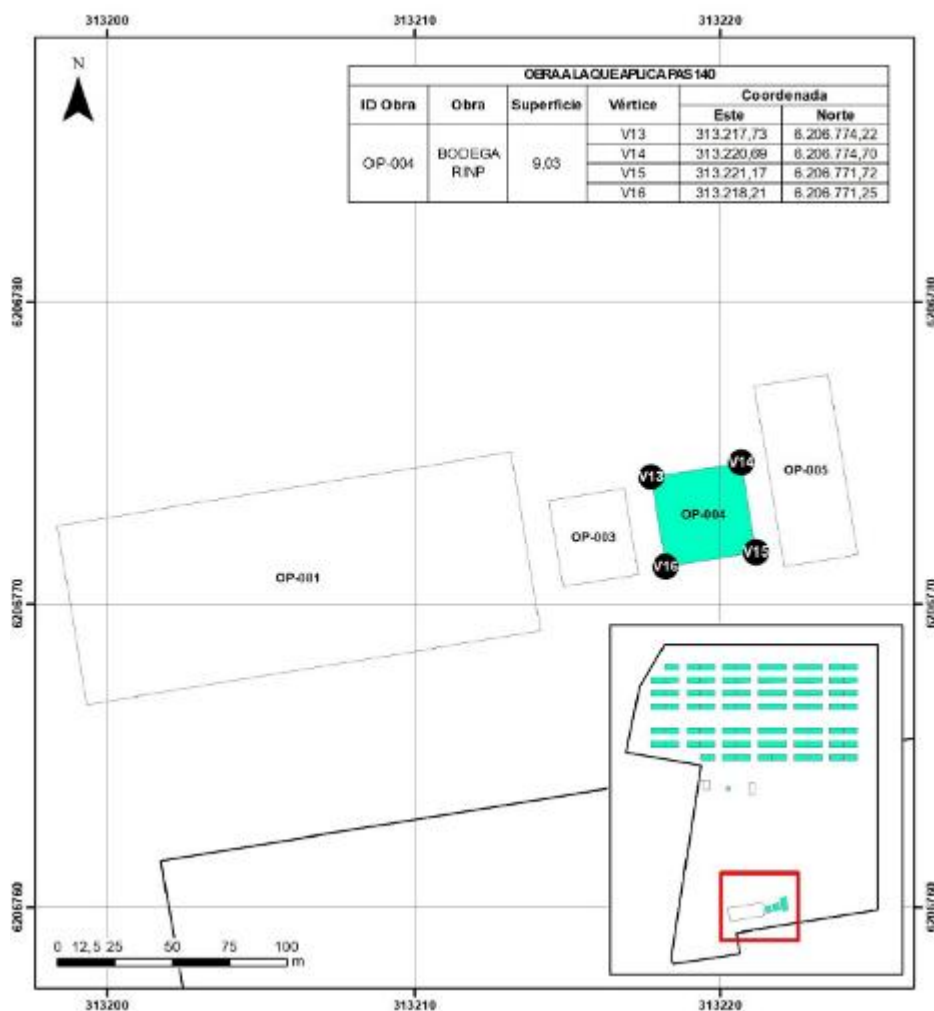 313200 313210 313220
N
OBRA A LA QUE APLICA PAS 140
ID Obra Obra Superficie Vértice Coordenada
Este Norte
OP-004 BODEGA RINP 9,03
V13 313.217,73 6.206.774,22
V14 313.220,69 6.206.774,70
V15 313.221,17 6.206.771,72
V16 313.218,21 6.206.771,25
6206780 6206780
V13 V14
OP-005
OP-004
OP-003
V16 V15
OP-001
6206770 6206770
6206760 6206760
0 12,5 25 50 75 100
m
313200 313210 313220